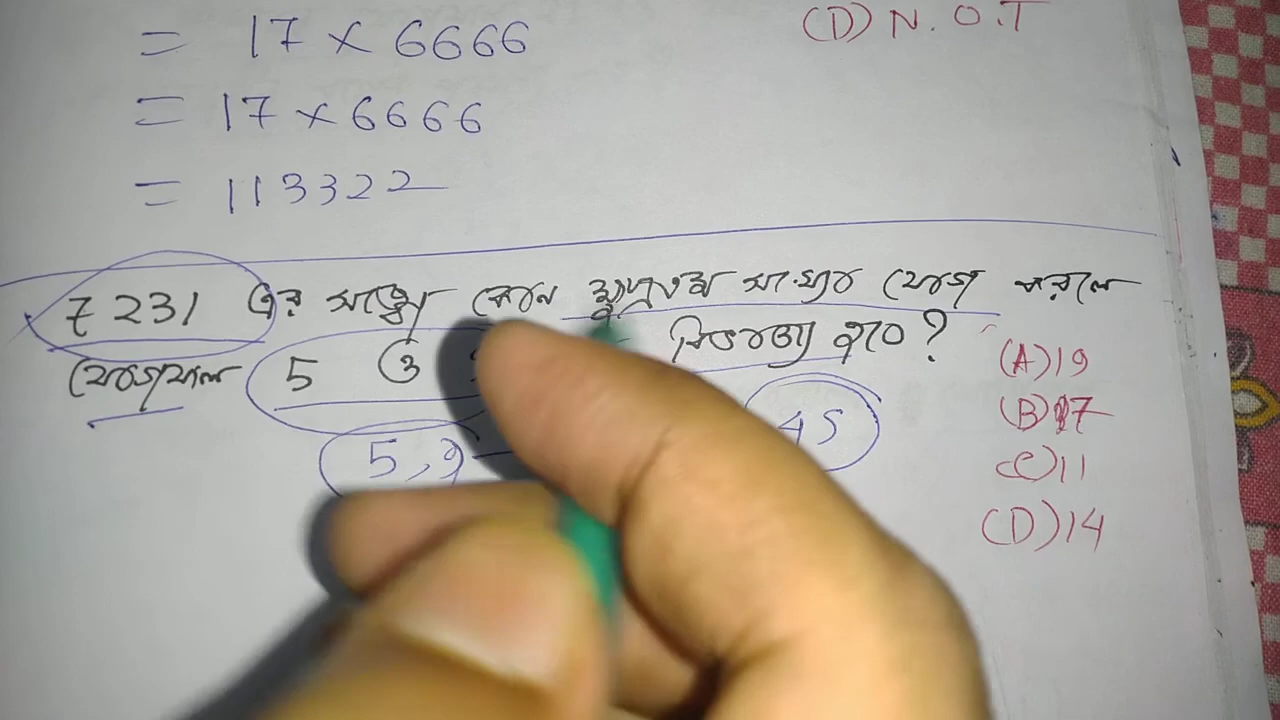 = 17 × 6666
(D) N. O. T
= 17 × 6666
= 113322
7231 এর সঙ্গে কোন ক্ষুদ্রতম সংখ্যার যোগ করলে
যোগফল 5 ও বিভাজ্য হবে?
5, 9
45
(A) 19
(B) 17
(C) 11
(D) 14